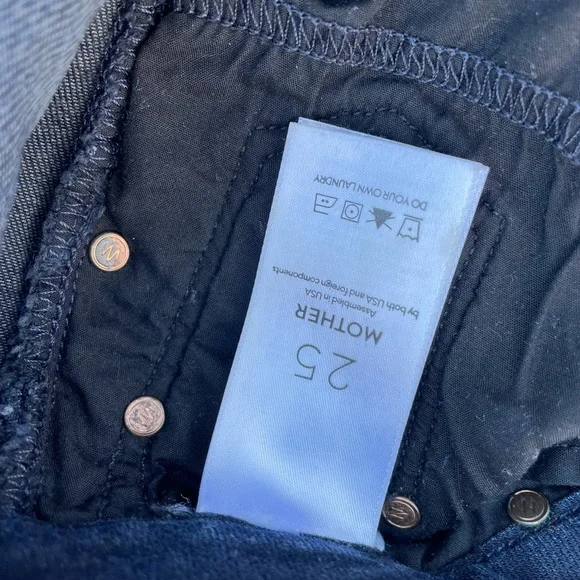 25
MOTHER
Assembled in USA
by both USA and foreign components
DO YOUR OWN LAUNDRY
M
M
M
M